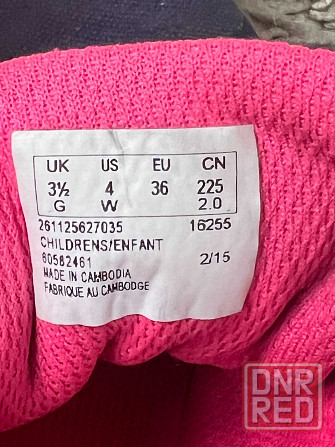 UK US EU CN
3½ 4 36 225
G W 2.0
261125627035 16255
CHILDRENS/ENFANT
60582461 2/15
MADE IN CAMBODIA
FABRIQUE AU CAMBODGE
DNR
RED